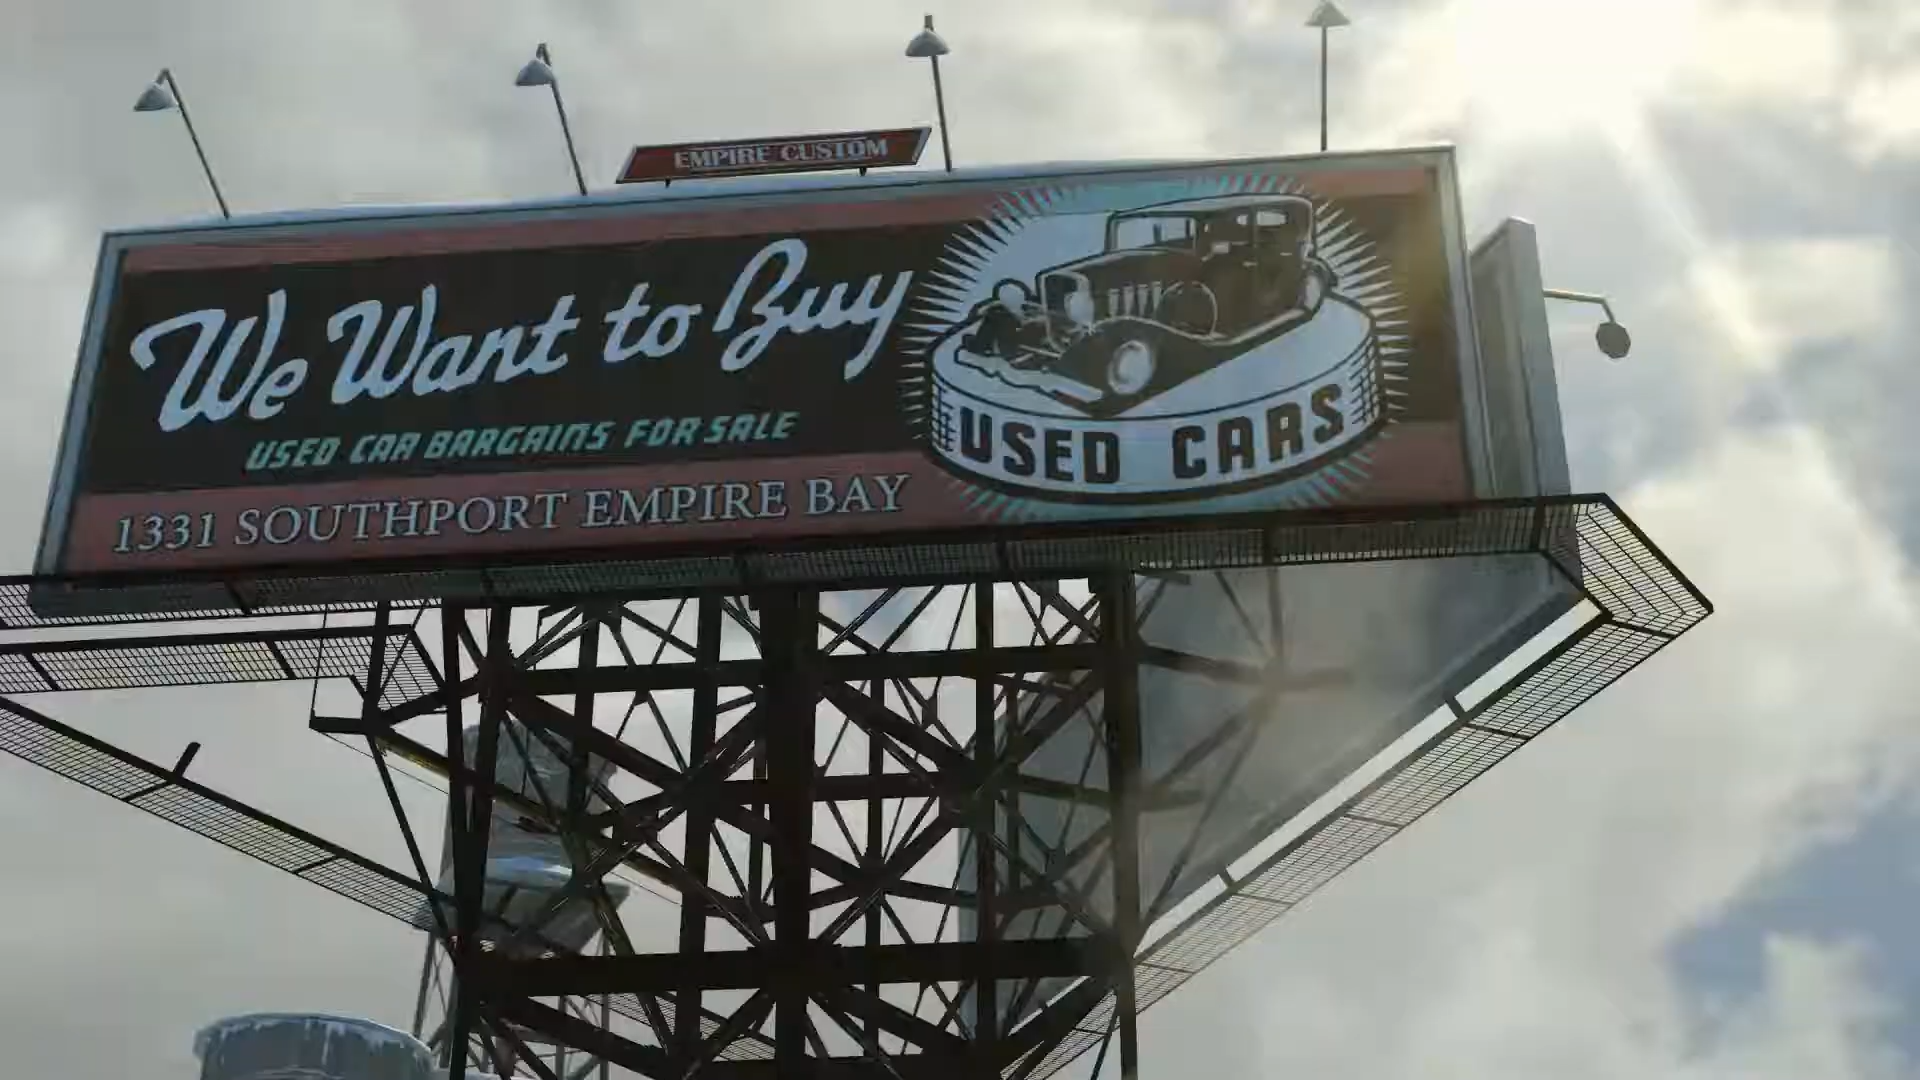 EMPIRE CUSTOM
We Want to Buy
USED CAR BARGAINS FOR SALE
1331 SOUTHPORT EMPIRE BAY
USED CARS